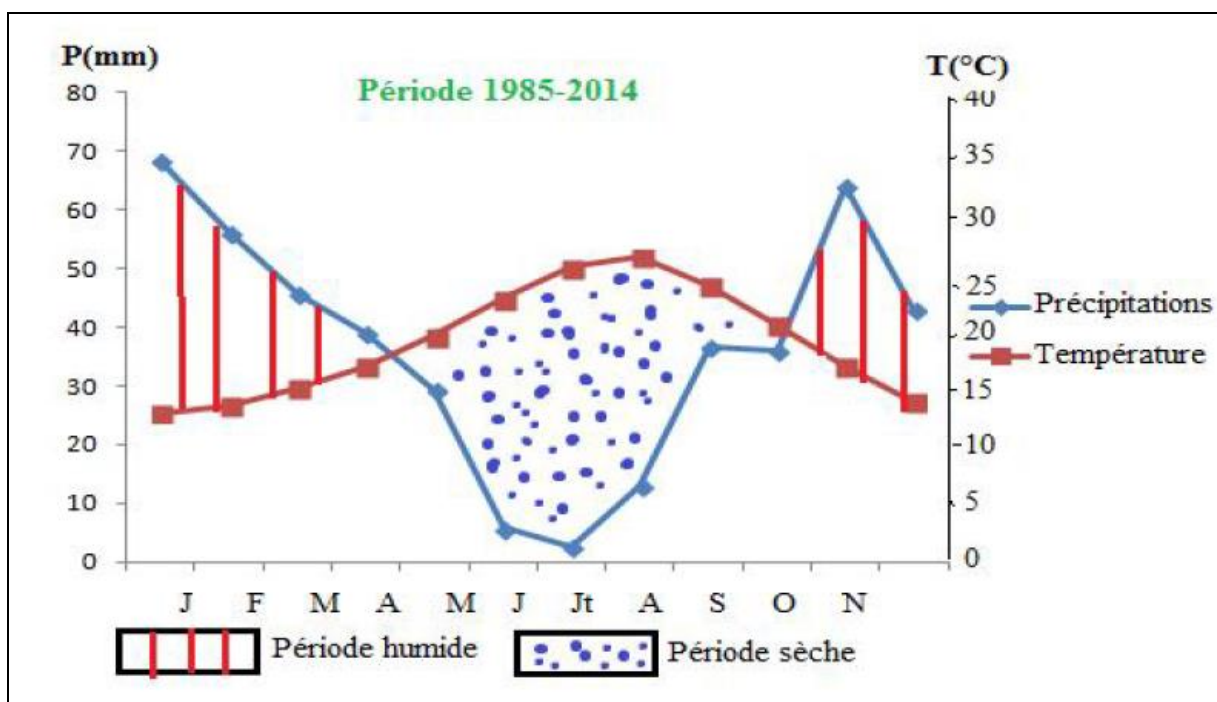 P(mm)
T(°C)
Période 1985-2014
80
70
60
50
40
30
20
10
0
40
35
30
25
20
15
10
5
0
Précipitations
Température
J F M A M J Jt A S O N
Période humide
Période sèche